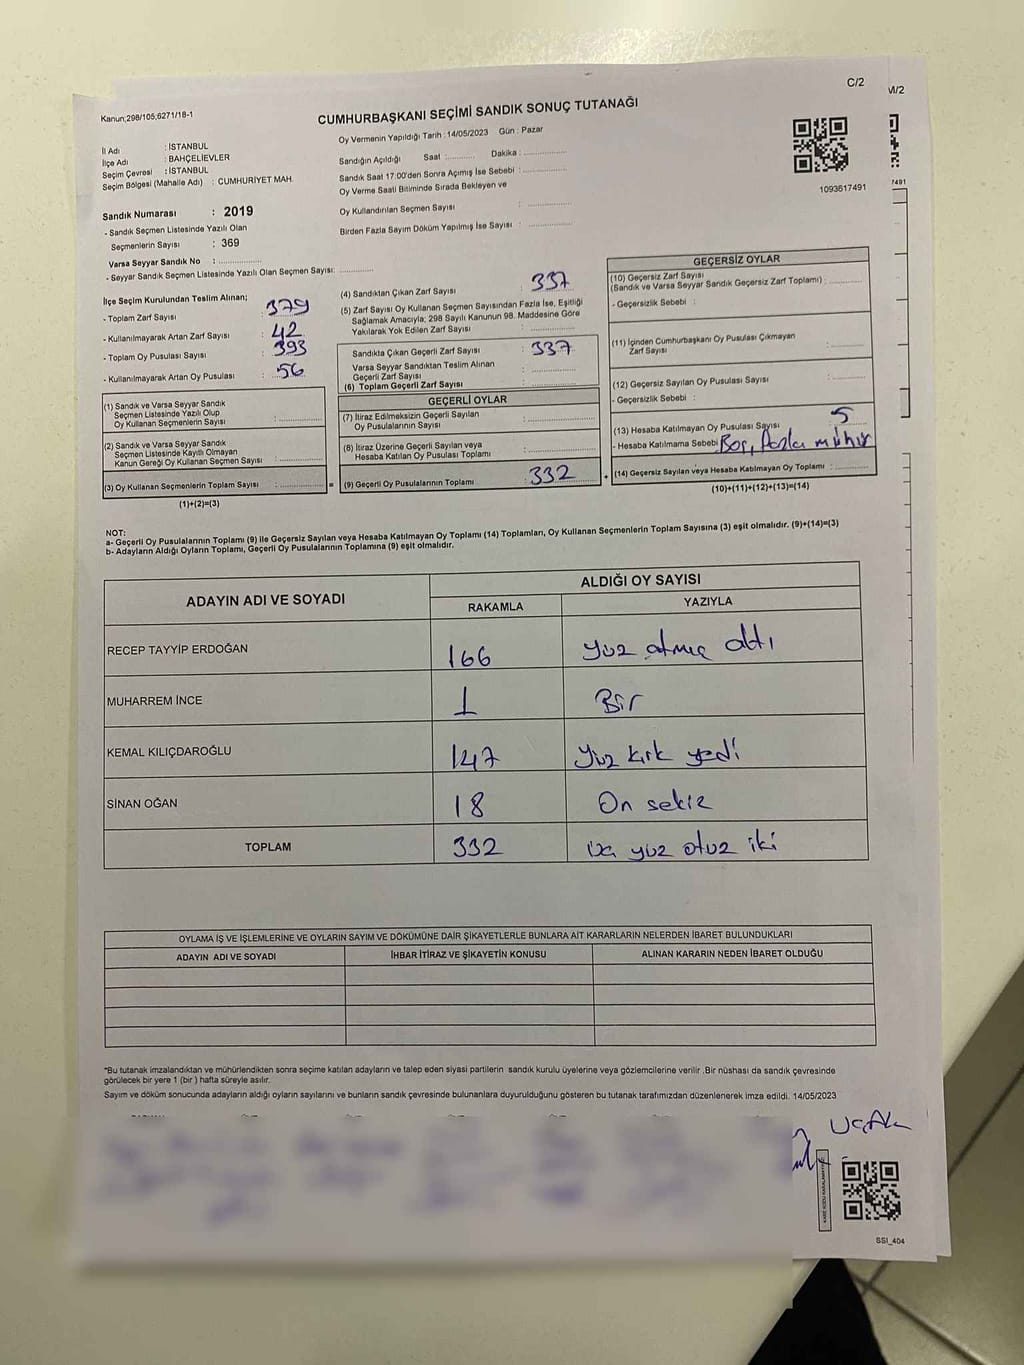 C/2
M/2
Kanun;298/105,6271/18-1
CUMHURBAŞKANI SEÇİMİ SANDIK SONUÇ TUTANAĞI
İl Adı : İSTANBUL
İlçe Adı : BAHÇELİEVLER
Seçim Çevresi : İSTANBUL
Seçim Bölgesi (Mahalle Adı) : CUMHURİYET MAH.
Sandık Numarası : 2019
- Sandık Seçmen Listesinde Yazılı Olan
Seçmenlerin Sayısı : 369
Varsa Seyyar Sandık No :
- Seyyar Sandık Seçmen Listesinde Yazılı Olan Seçmen Sayısı:
Oy Vermenin Yapıldığı Tarih : 14/05/2023 Gün : Pazar
Sandığın Açıldığı Saat : Dakika :
Sandık Saat 17:00'den Sonra Açımış İse Sebebi :
Oy Verme Saati Bitiminde Sırada Bekleyen ve
Oy Kullandırılan Seçmen Sayısı :
Birden Fazla Sayım Döküm Yapılmış İse Sayısı :
1093617491
7491
İlçe Seçim Kurulundan Teslim Alınan;
- Toplam Zarf Sayısı : 379
- Kullanılmayarak Artan Zarf Sayısı : 42
- Toplam Oy Pusulası Sayısı : 393
- Kullanılmayarak Artan Oy Pusulası : 56
(1) Sandık ve Varsa Seyyar Sandık
Seçmen Listesinde Yazılı Olup
Oy Kullanan Seçmenlerin Sayısı :
(2) Sandık ve Varsa Seyyar Sandık
Seçmen Listesinde Kayıtlı Olmayan
Kanun Gereği Oy Kullanan Seçmen Sayısı :
(3) Oy Kullanan Seçmenlerin Toplam Sayısı : =
(1)+(2)=(3)
(4) Sandıktan Çıkan Zarf Sayısı : 337
(5) Zarf Sayısı Oy Kullanan Seçmen Sayısından Fazla İse, Eşitliği
Sağlamak Amacıyla; 298 Sayılı Kanunun 98. Maddesine Göre
Yakılarak Yok Edilen Zarf Sayısı :
Sandıkta Çıkan Geçerli Zarf Sayısı : 337
Varsa Seyyar Sandıktan Teslim Alınan
Geçerli Zarf Sayısı :
(6) Toplam Geçerli Zarf Sayısı :
GEÇERLİ OYLAR
(7) İtiraz Edilmeksizin Geçerli Sayılan
Oy Pusulasının Sayısı :
(8) İtiraz Üzerine Geçerli Sayılan veya
Hesaba Katılan Oy Pusulası Toplamı :
(9) Geçerli Oy Pusulalarının Toplamı : 332 +
GEÇERSİZ OYLAR
(10) Geçersiz Zarf Sayısı
(Sandık ve Varsa Seyyar Sandık Geçersiz Zarf Toplamı) :
- Geçersizlik Sebebi :
(11) İçinden Cumhurbaşkanı Oy Pusulası Çıkmayan
Zarf Sayısı :
(12) Geçersiz Sayılan Oy Pusulası Sayısı :
- Geçersizlik Sebebi :
(13) Hesaba Katılmayan Oy Pusulası Sayısı : 5
- Hesaba Katılmama Sebebi : Boş, fazla mühür
(14) Geçersiz Sayılan veya Hesaba Katılmayan Oy Toplamı :
(10)+(11)+(12)+(13)=(14)
NOT:
a- Geçerli Oy Pusulalarının Toplamı (9) ile Geçersiz Sayılan veya Hesaba Katılmayan Oy Toplamı (14) Toplamları, Oy Kullanan Seçmenlerin Toplam Sayısına (3) eşit olmalıdır. (9)+(14)=(3)
b- Adayların Aldığı Oyların Toplamı, Geçerli Oy Pusulalarının Toplamına (9) eşit olmalıdır.
ADAYIN ADI VE SOYADI
ALDIĞI OY SAYISI
RAKAMLA YAZIYLA
RECEP TAYYİP ERDOĞAN 166 yüz atmış altı
MUHARREM İNCE 1 Bir
KEMAL KILIÇDAROĞLU 147 Yüz kırk yedi
SİNAN OĞAN 18 On sekiz
TOPLAM 332 üç yüz otuz iki
OYLAMA İŞ VE İŞLEMLERİNE VE OYLARIN SAYIM VE DÖKÜMÜNE DAİR ŞİKAYETLERLE BUNLARA AİT KARARLARIN NELERDEN İBARET BULUNDUKLARI
ADAYIN ADI VE SOYADI İHBAR İTİRAZ VE ŞİKAYETİN KONUSU ALINAN KARARIN NEDEN İBARET OLDUĞU
*Bu tutanak imzalandıktan ve mühürlendikten sonra seçime katılan adayların ve talep eden siyasi partilerin sandık kurulu üyelerine veya gözlemcilerine verilir .Bir nüshası da sandık çevresinde
görülecek bir yere 1 (bir ) hafta süreyle asılır.
Sayım ve döküm sonucunda adayların aldığı oyların sayılarını ve bunların sandık çevresinde bulunanlara duyurulduğunu gösteren bu tutanak tarafımızdan düzenlenerek imza edildi. 14/05/2023
SSI_404